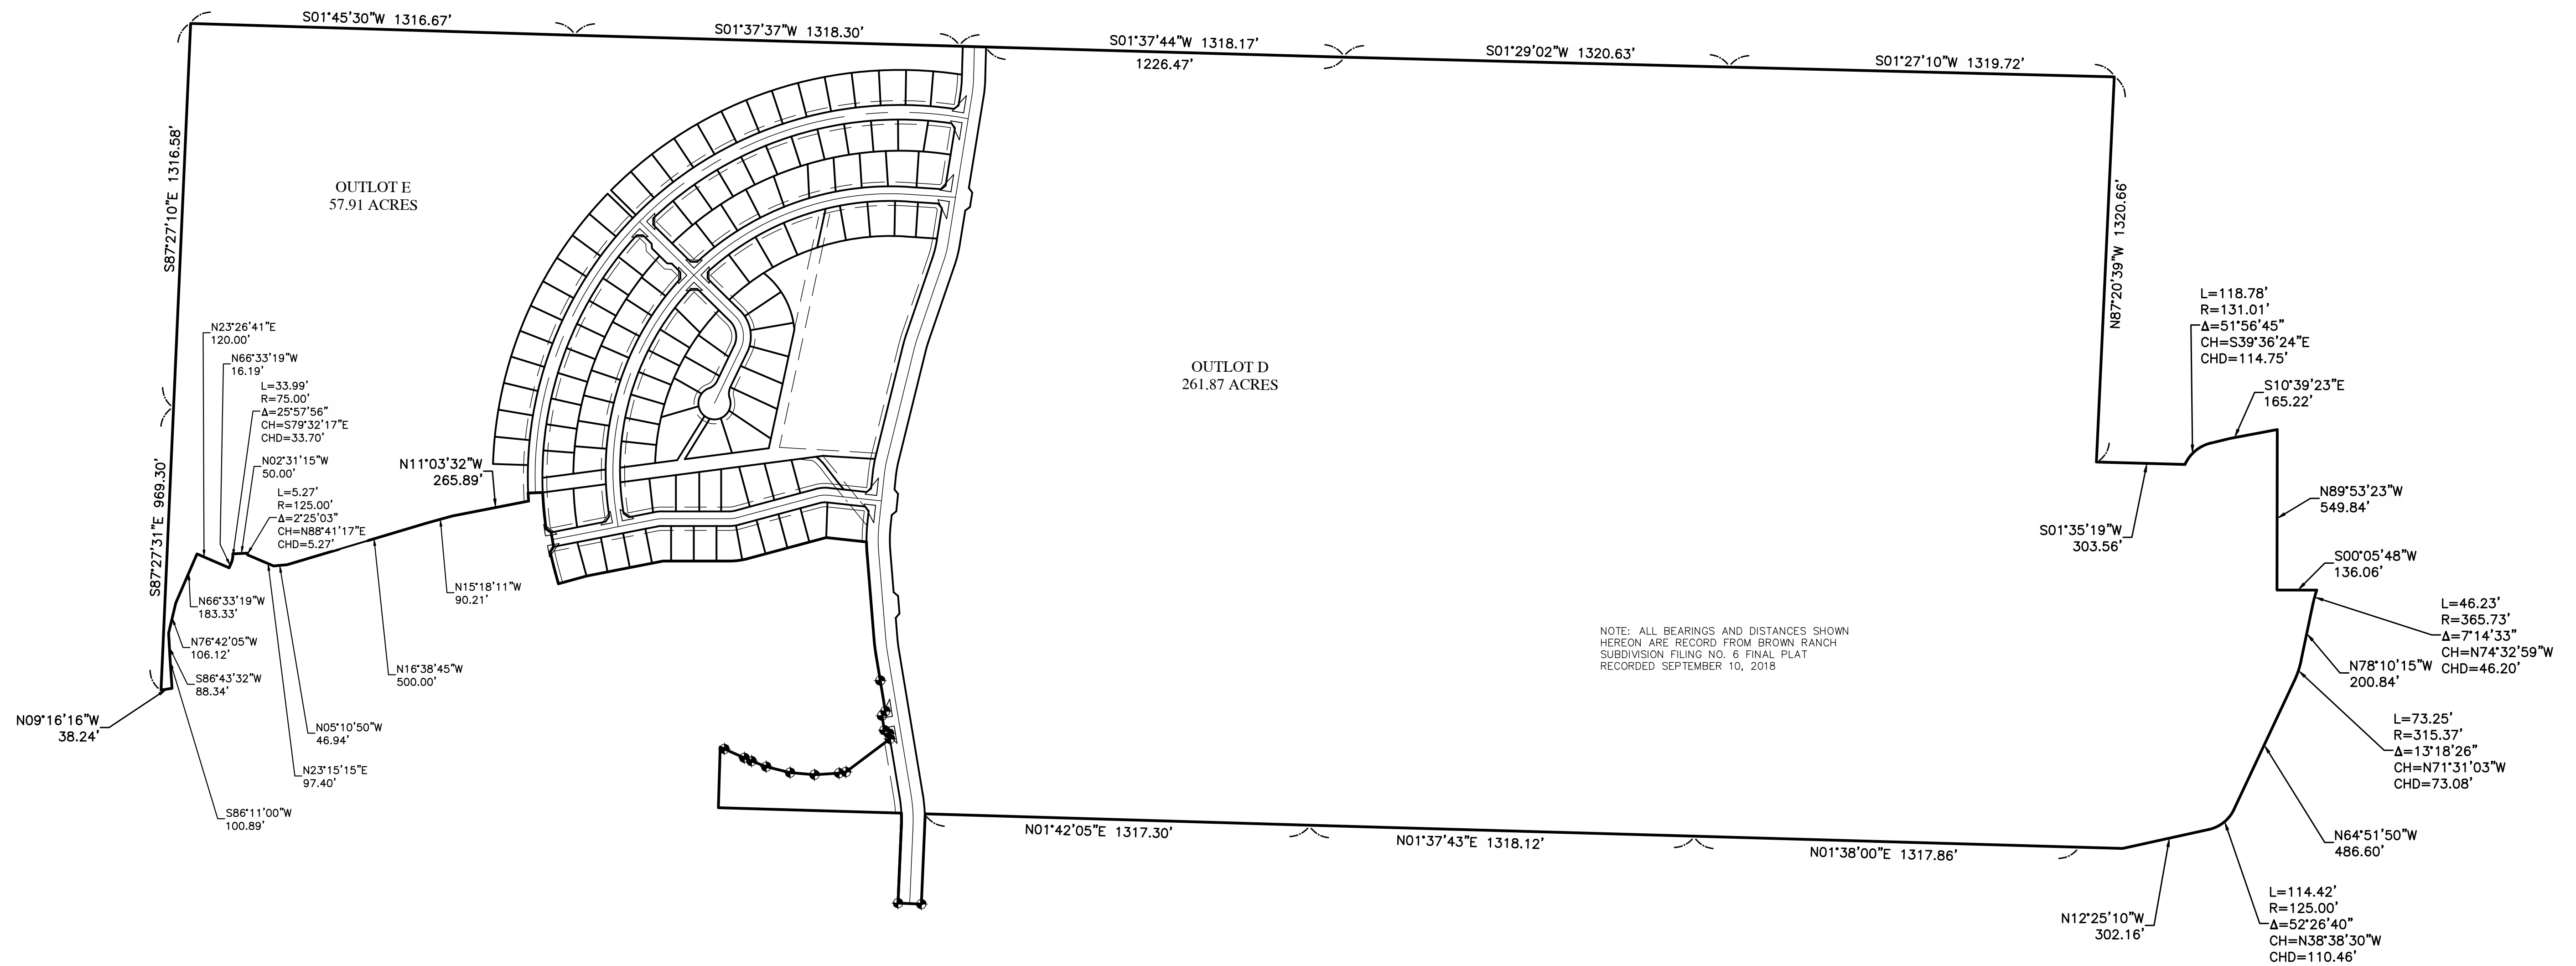 S01°45'30"W 1316.67'
S01°37'37"W 1318.30'
S01°37'44"W 1318.17'
1226.47'
S01°29'02"W 1320.63'
S01°27'10"W 1319.72'
S87°27'10"E 1316.58'
OUTLOT E
57.91 ACRES
N87°20'39"W 1320.66'
L=118.78'
R=131.01'
Δ=51°56'45"
CH=S39°36'24"E
CHD=114.75'
S10°39'23"E
165.22'
OUTLOT D
261.87 ACRES
N23°26'41"E
120.00'
N66°33'19"W
16.19'
L=33.99'
R=75.00'
Δ=25°57'56"
CH=S79°32'17"E
CHD=33.70'
N02°31'15"W
50.00'
L=5.27'
R=125.00'
Δ=2°25'03"
CH=N88°41'17"E
CHD=5.27'
N11°03'32"W
265.89'
S87°27'31"E 969.30'
N89°53'23"W
549.84'
S01°35'19"W
303.56'
S00°05'48"W
136.06'
N15°18'11"W
90.21'
N66°33'19"W
183.33'
N76°42'05"W
106.12'
N16°38'45"W
500.00'
S86°43'32"W
88.34'
N09°16'16"W
38.24'
N05°10'50"W
46.94'
N23°15'15"E
97.40'
S86°11'00"W
100.89'
NOTE: ALL BEARINGS AND DISTANCES SHOWN
HEREON ARE RECORD FROM BROWN RANCH
SUBDIVISION FILING NO. 6 FINAL PLAT
RECORDED SEPTEMBER 10, 2018
L=46.23'
R=365.73'
Δ=7°14'33"
CH=N74°32'59"W
CHD=46.20'
N78°10'15"W
200.84'
L=73.25'
R=315.37'
Δ=13°18'26"
CH=N71°31'03"W
CHD=73.08'
N64°51'50"W
486.60'
N01°42'05"E 1317.30'
N01°37'43"E 1318.12'
N01°38'00"E 1317.86'
N12°25'10"W
302.16'
L=114.42'
R=125.00'
Δ=52°26'40"
CH=N38°38'30"W
CHD=110.46'